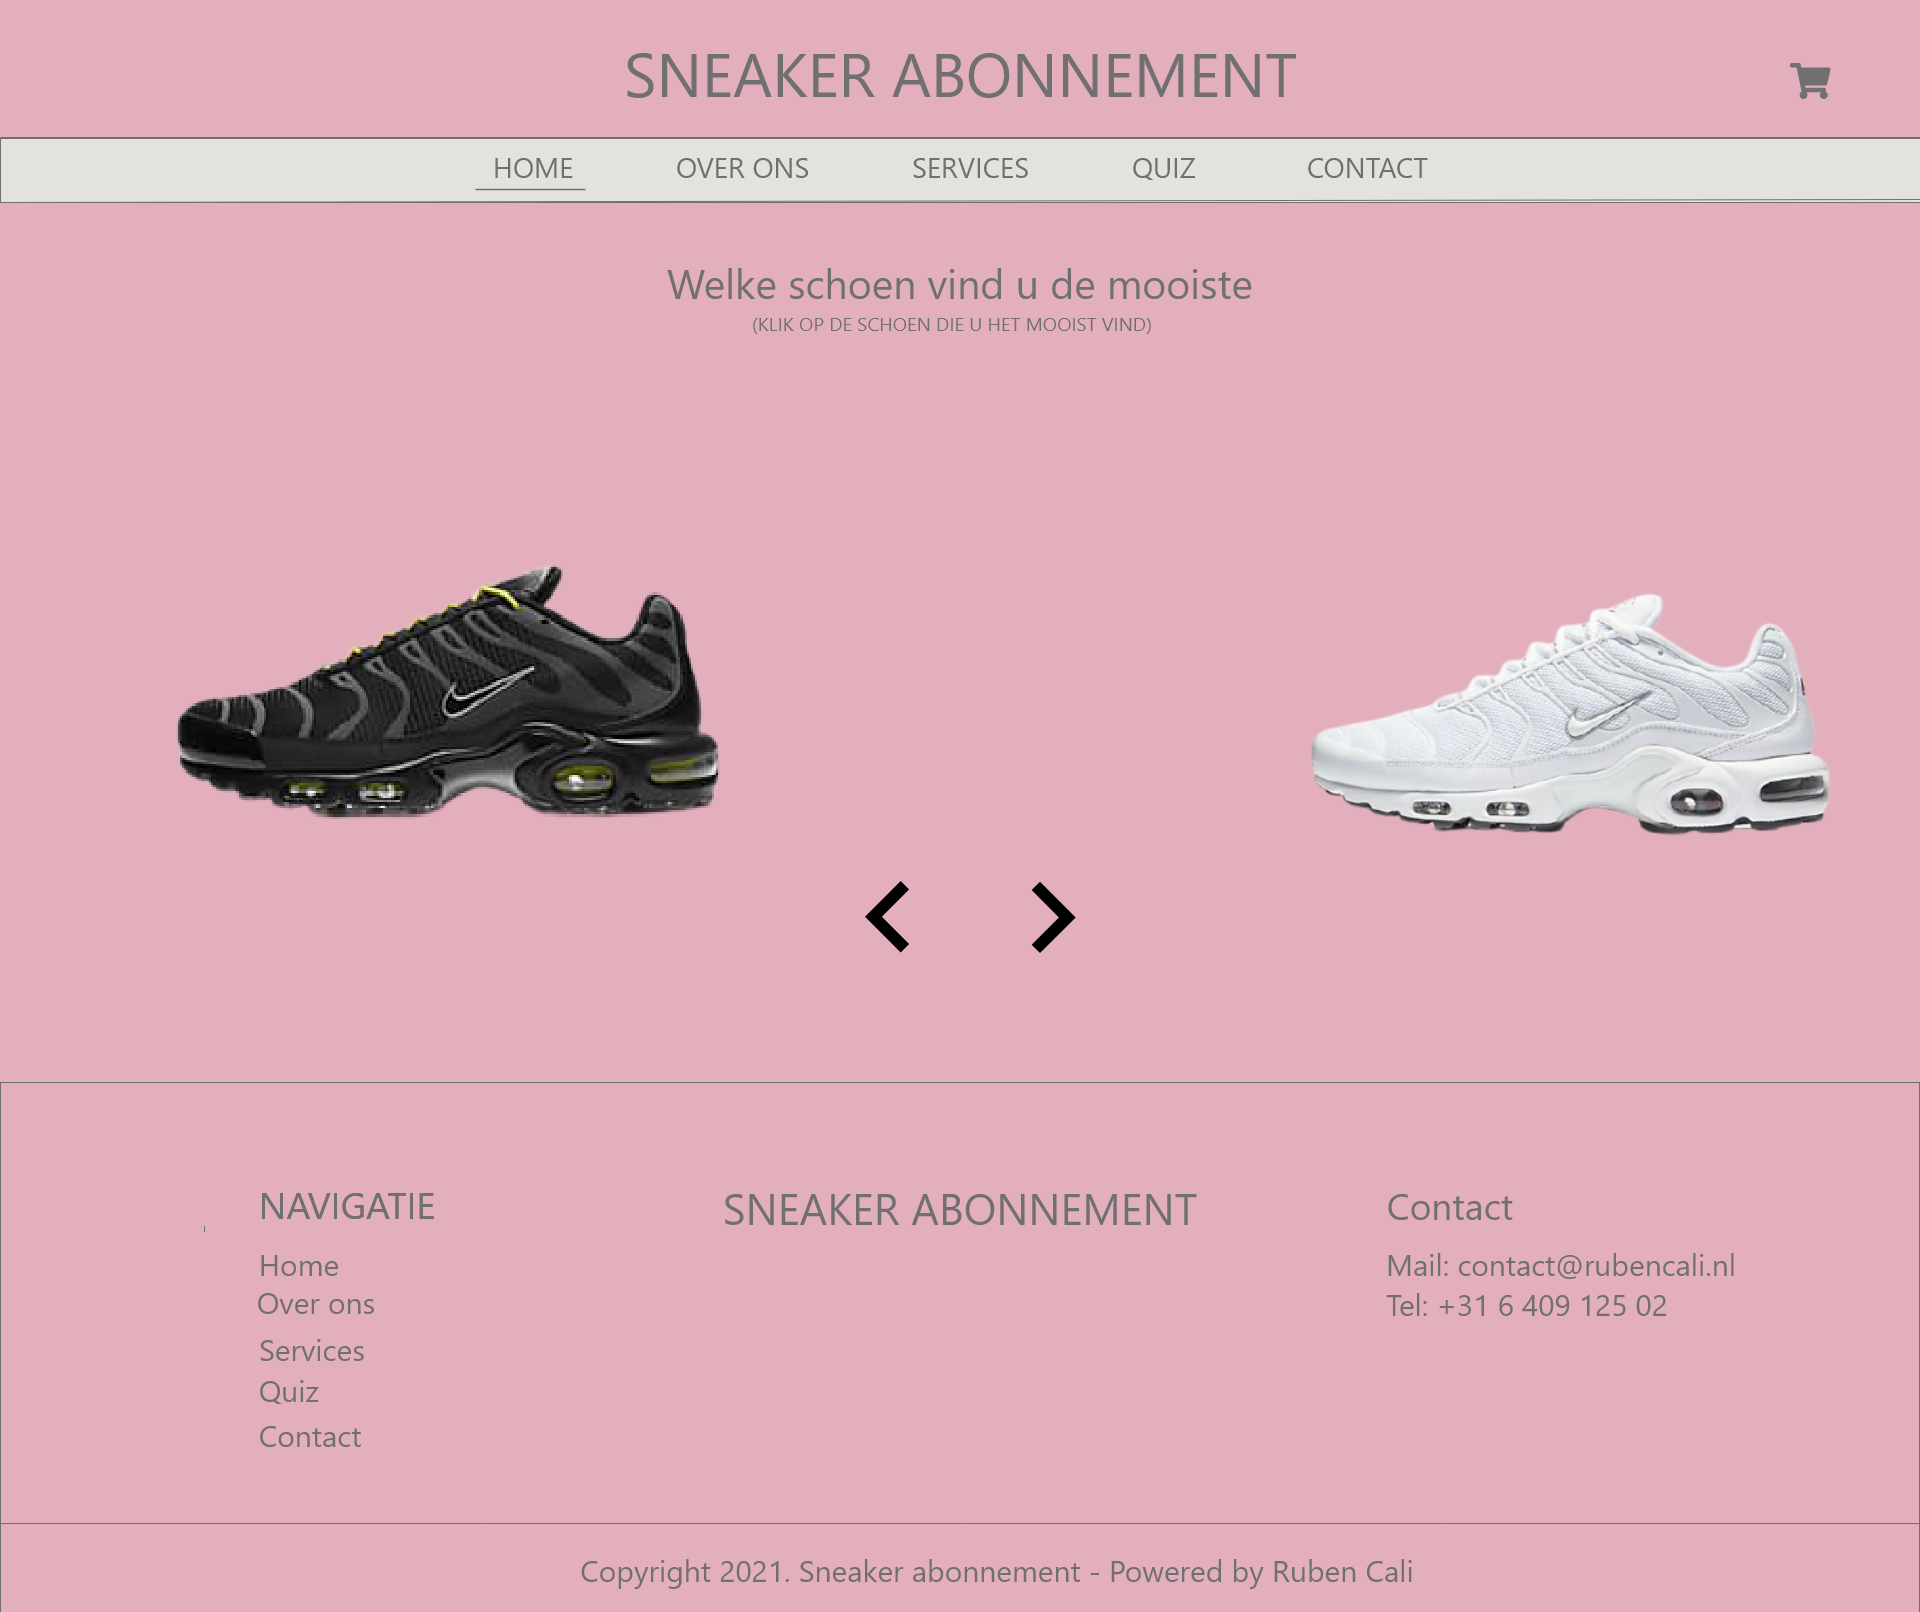 SNEAKER ABONNEMENT
HOME OVER ONS SERVICES QUIZ CONTACT
Welke schoen vind u de mooiste
(KLIK OP DE SCHOEN DIE U HET MOOIST VIND)
NAVIGATIE
Home
Over ons
Services
Quiz
Contact
SNEAKER ABONNEMENT
Contact
Mail: contact@rubencali.nl
Tel: +31 6 409 125 02
Copyright 2021. Sneaker abonnement - Powered by Ruben Cali